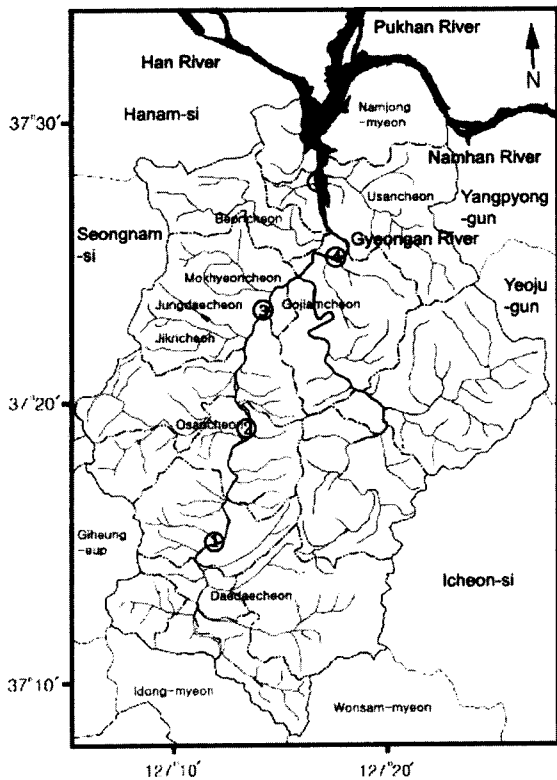 Pukhan River
Han River
N
Hanam-si
Namjong
-myeon
37°30′
Namhan River
Usancheon
Yangpyong
-gun
Beoncheon
Seongnam
-si
Gyeongan River
④
Mokhyeoncheon
Yeoju
-gun
Jungdaecheon
Gojiamcheon
③
Jikricheon
37°20′
Osancheon
②
Giheung
-eup
①
Icheon-si
Daedaecheon
37°10′
Idong-myeon
Wonsam-myeon
127°10′
127°20′